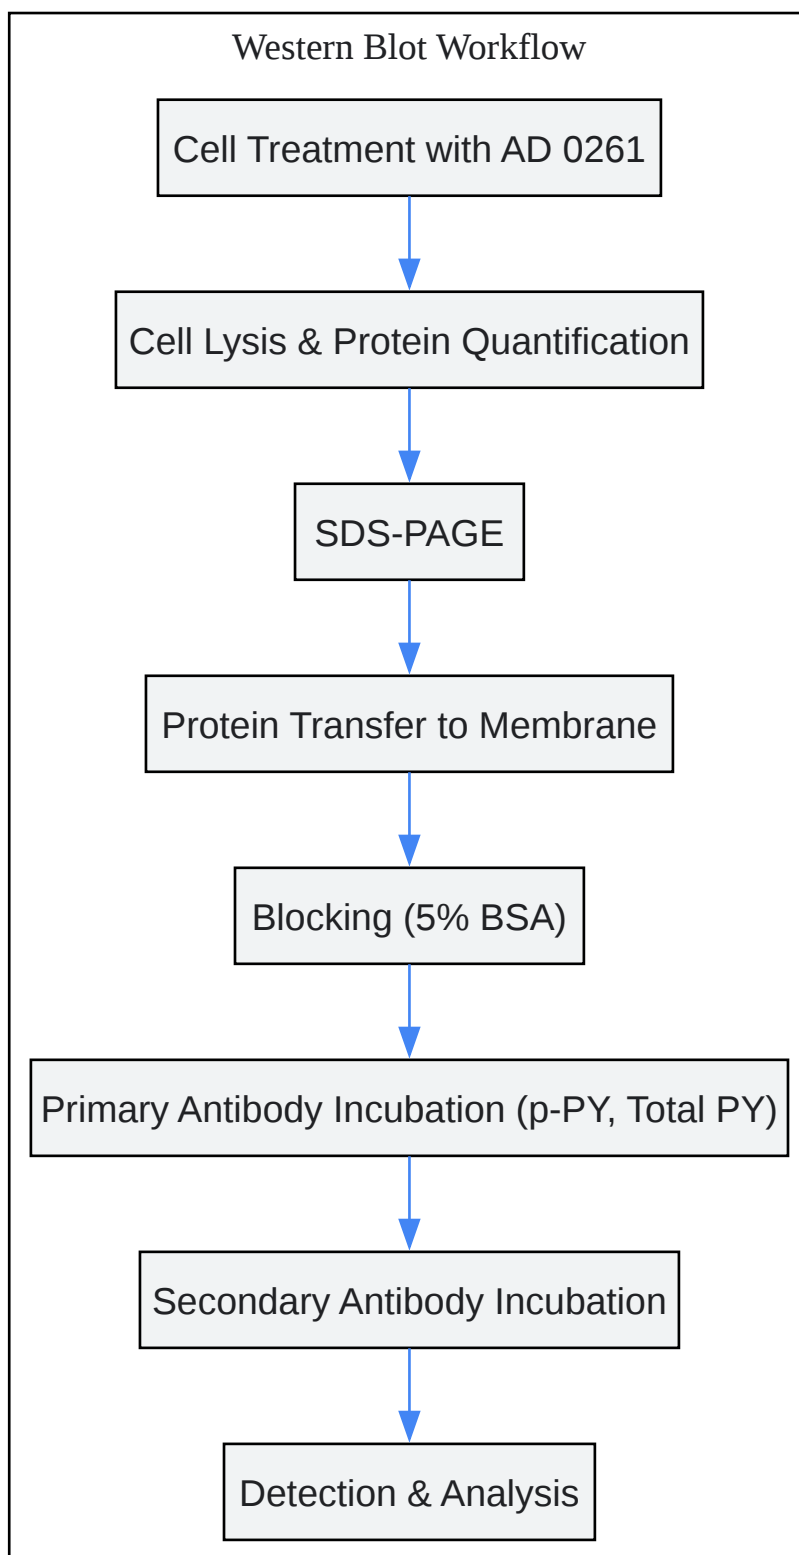 Western Blot Workflow
Cell Treatment with AD 0261
Cell Lysis & Protein Quantification
SDS-PAGE
Protein Transfer to Membrane
Blocking (5% BSA)
Primary Antibody Incubation (p-PY, Total PY)
Secondary Antibody Incubation
Detection & Analysis